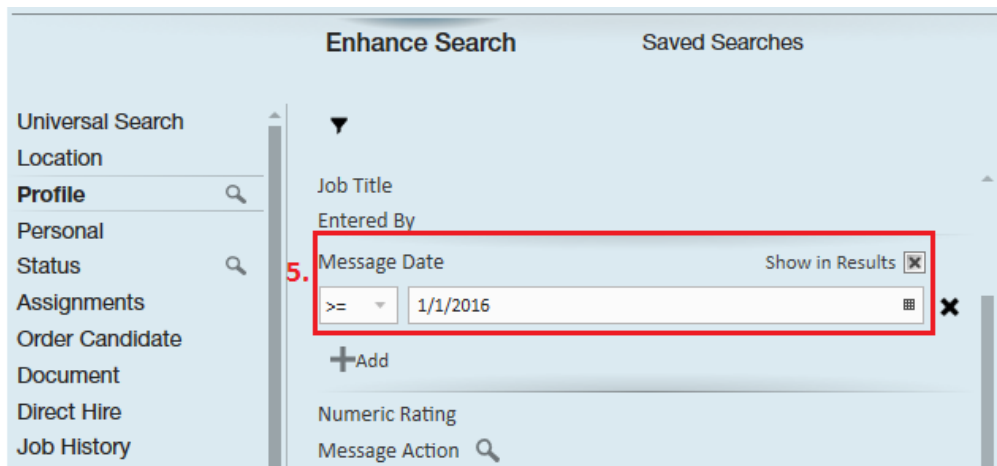 Enhance Search
Saved Searches
Universal Search
Location
Profile
Personal
Status
Assignments
Order Candidate
Document
Direct Hire
Job History
Job Title
Entered By
5.
Message Date
Show in Results
>=
1/1/2016
Add
Numeric Rating
Message Action